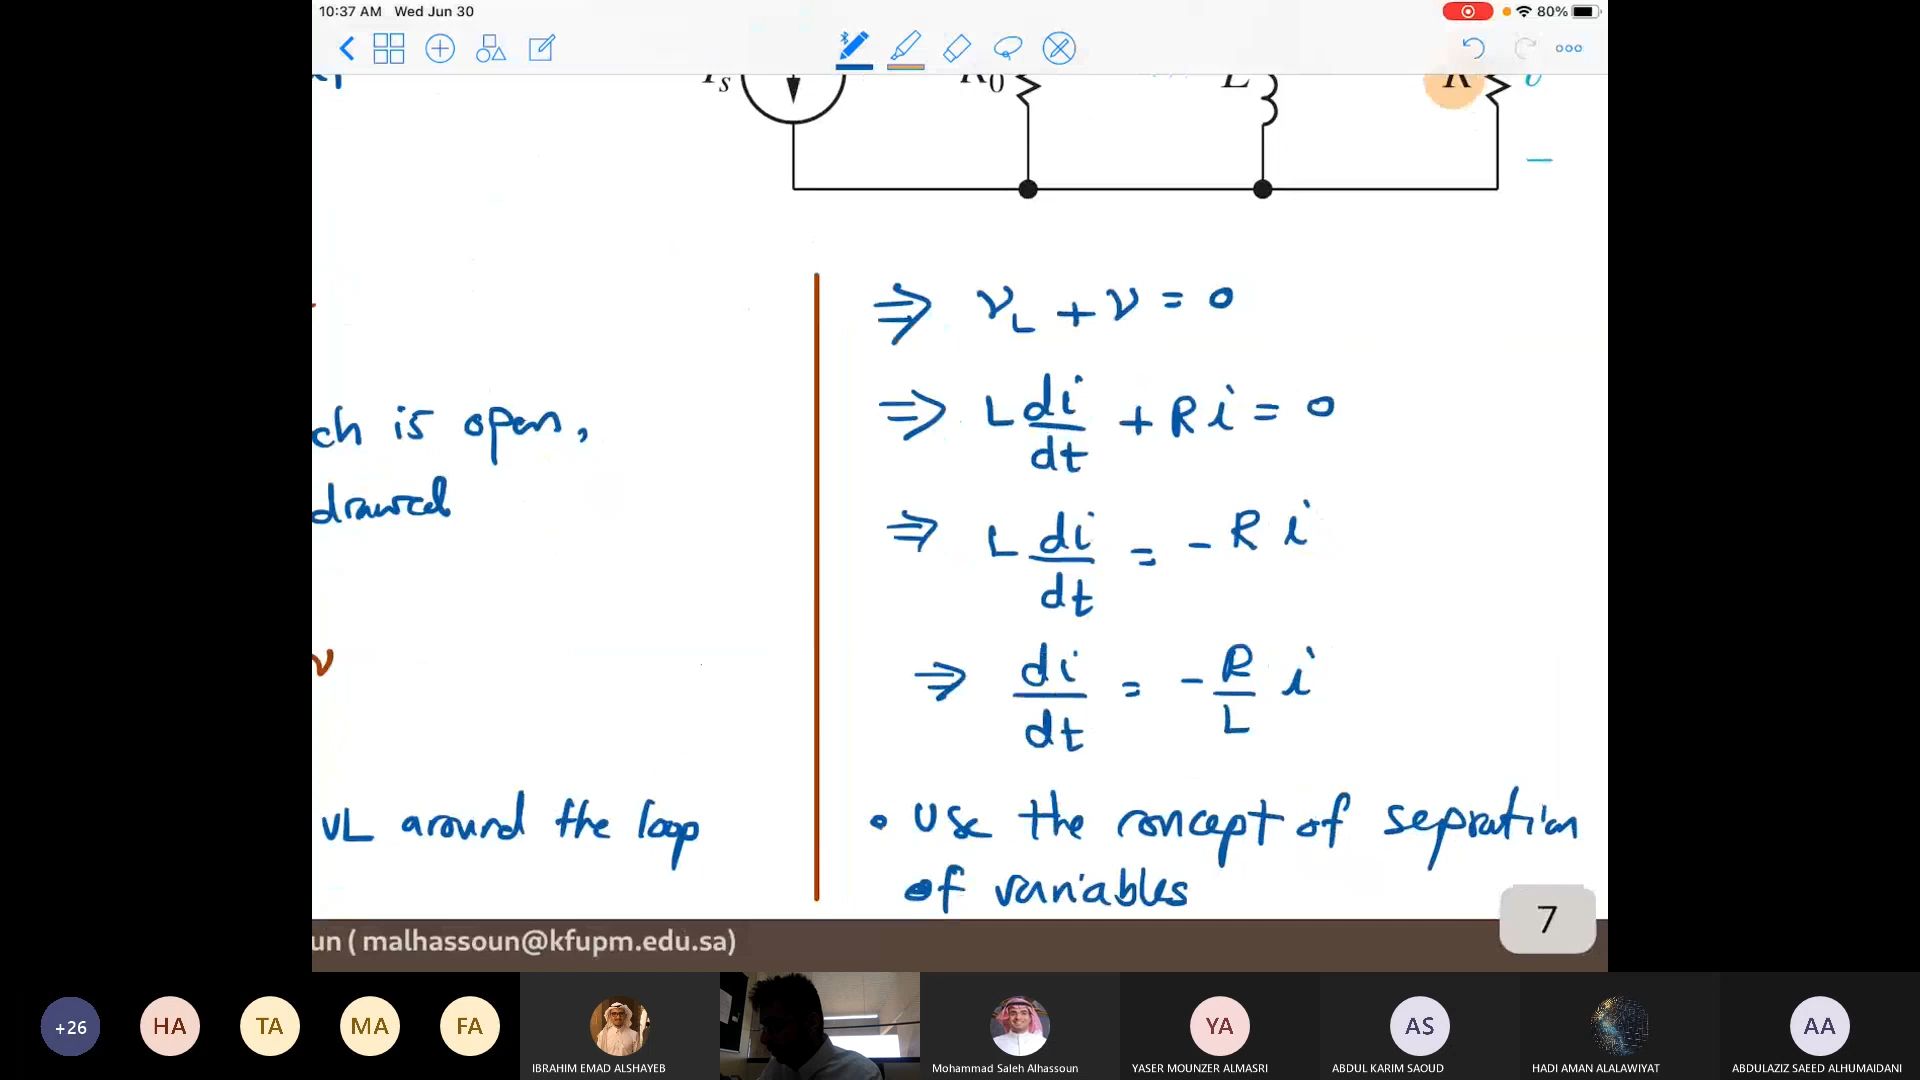 10:37 AM Wed Jun 30
80%
R0
L
R
⇒ vL + v = 0
⇒ L di/dt + R i = 0
ch is open,
drawed
⇒ L di/dt = - R i
v
⇒ di/dt = - R/L i
VL around the loop
• Use the concept of sepration
of variables
7
un ( malhassoun@kfupm.edu.sa)
+26
HA
TA
MA
FA
YA
AS
AA
IBRAHIM EMAD ALSHAYEB
Mohammad Saleh Alhassoun
YASER MOUNZER ALMASRI
ABDUL KARIM SAOUD
HADI AMAN ALALAWIYAT
ABDULAZIZ SAEED ALHUMAIDANI